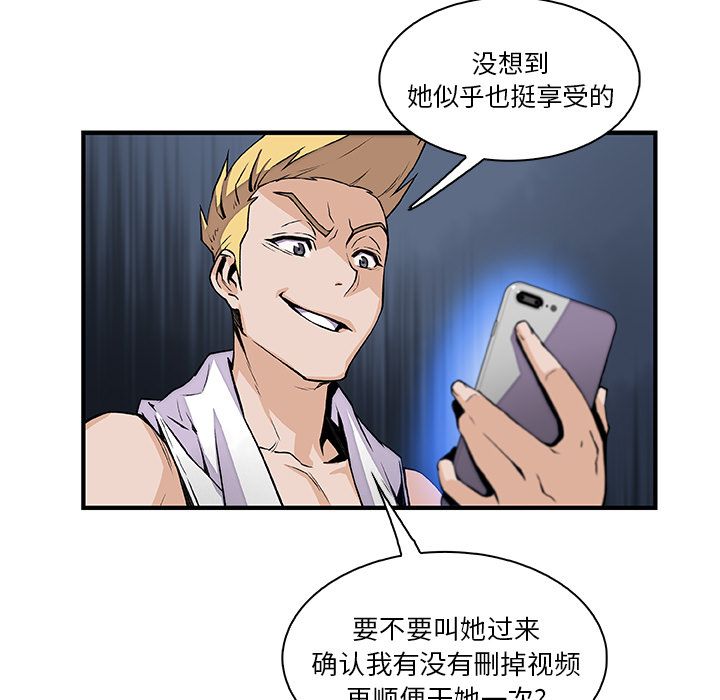 没想到
她似乎也挺享受的
要不要叫她过来
确认我有没有删掉视频
再顺便干她一次?